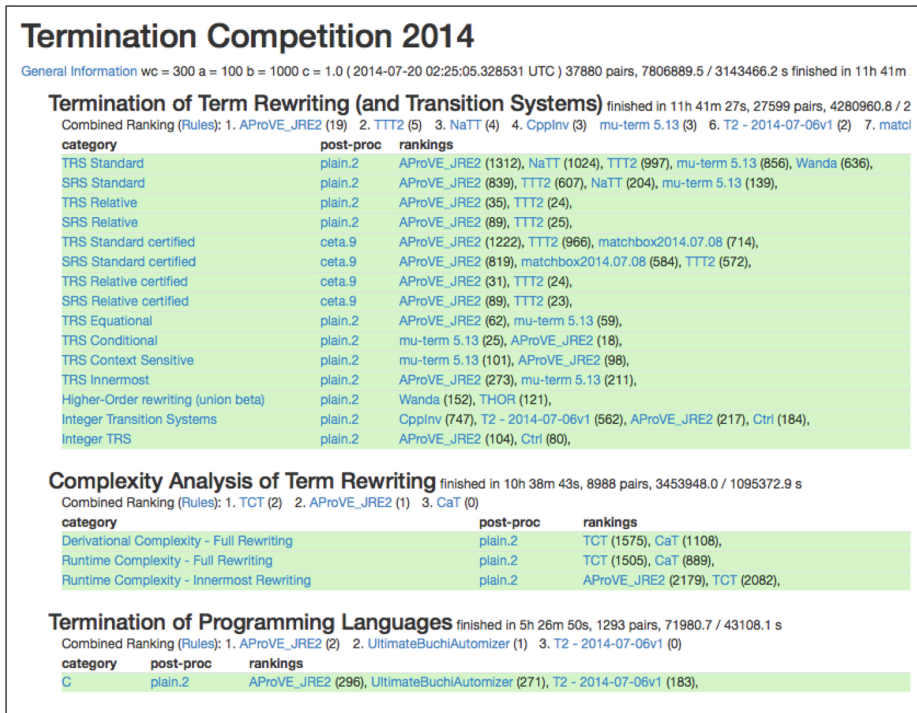 Termination Competition 2014
General Information wc = 300 a = 100 b = 1000 c = 1.0 ( 2014-07-20 02:25:05.328531 UTC ) 37880 pairs, 7806889.5 / 3143466.2 s finished in 11h 41m
Termination of Term Rewriting (and Transition Systems) finished in 11h 41m 27s, 27599 pairs, 4280960.8 / 2
Combined Ranking (Rules): 1. AProVE_JRE2 (19) 2. TTT2 (5) 3. NaTT (4) 4. CppInv (3) mu-term 5.13 (3) 6. T2 - 2014-07-06v1 (2) 7. match
category post-proc rankings
TRS Standard plain.2 AProVE_JRE2 (1312), NaTT (1024), TTT2 (997), mu-term 5.13 (856), Wanda (636),
SRS Standard plain.2 AProVE_JRE2 (839), TTT2 (607), NaTT (204), mu-term 5.13 (139),
TRS Relative plain.2 AProVE_JRE2 (35), TTT2 (24),
SRS Relative plain.2 AProVE_JRE2 (89), TTT2 (25),
TRS Standard certified ceta.9 AProVE_JRE2 (1222), TTT2 (966), matchbox2014.07.08 (714),
SRS Standard certified ceta.9 AProVE_JRE2 (819), matchbox2014.07.08 (584), TTT2 (572),
TRS Relative certified ceta.9 AProVE_JRE2 (31), TTT2 (24),
SRS Relative certified ceta.9 AProVE_JRE2 (89), TTT2 (23),
TRS Equational plain.2 AProVE_JRE2 (62), mu-term 5.13 (59),
TRS Conditional plain.2 mu-term 5.13 (25), AProVE_JRE2 (18),
TRS Context Sensitive plain.2 mu-term 5.13 (101), AProVE_JRE2 (98),
TRS Innermost plain.2 AProVE_JRE2 (273), mu-term 5.13 (211),
Higher-Order rewriting (union beta) plain.2 Wanda (152), THOR (121),
Integer Transition Systems plain.2 CppInv (747), T2 - 2014-07-06v1 (562), AProVE_JRE2 (217), Ctrl (184),
Integer TRS plain.2 AProVE_JRE2 (104), Ctrl (80),
Complexity Analysis of Term Rewriting finished in 10h 38m 43s, 8988 pairs, 3453948.0 / 1095372.9 s
Combined Ranking (Rules): 1. TCT (2) 2. AProVE_JRE2 (1) 3. CaT (0)
category post-proc rankings
Derivational Complexity - Full Rewriting plain.2 TCT (1575), CaT (1108),
Runtime Complexity - Full Rewriting plain.2 TCT (1505), CaT (889),
Runtime Complexity - Innermost Rewriting plain.2 AProVE_JRE2 (2179), TCT (2082),
Termination of Programming Languages finished in 5h 26m 50s, 1293 pairs, 71980.7 / 43108.1 s
Combined Ranking (Rules): 1. AProVE_JRE2 (2) 2. UltimateBuchiAutomizer (1) 3. T2 - 2014-07-06v1 (0)
category post-proc rankings
C plain.2 AProVE_JRE2 (296), UltimateBuchiAutomizer (271), T2 - 2014-07-06v1 (183),